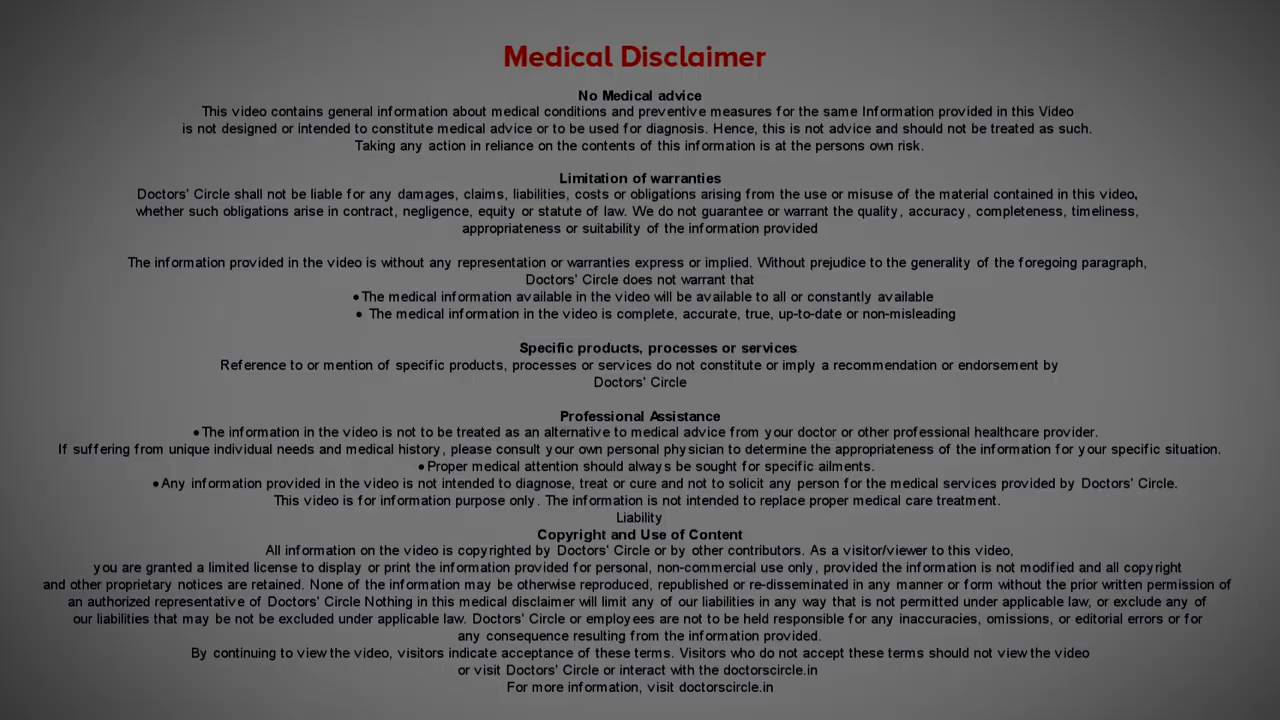 Medical Disclaimer
No Medical advice
This video contains general information about medical conditions and preventive measures for the same Information provided in this Video
is not designed or intended to constitute medical advice or to be used for diagnosis. Hence, this is not advice and should not be treated as such.
Taking any action in reliance on the contents of this information is at the persons own risk.
Limitation of warranties
Doctors' Circle shall not be liable for any damages, claims, liabilities, costs or obligations arising from the use or misuse of the material contained in this video,
whether such obligations arise in contract, negligence, equity or statute of law. We do not guarantee or warrant the quality, accuracy, completeness, timeliness,
appropriateness or suitability of the information provided
The information provided in the video is without any representation or warranties express or implied. Without prejudice to the generality of the foregoing paragraph,
Doctors' Circle does not warrant that
•The medical information available in the video will be available to all or constantly available
• The medical information in the video is complete, accurate, true, up-to-date or non-misleading
Specific products, processes or services
Reference to or mention of specific products, processes or services do not constitute or imply a recommendation or endorsement by
Doctors' Circle
Professional Assistance
•The information in the video is not to be treated as an alternative to medical advice from your doctor or other professional healthcare provider.
If suffering from unique individual needs and medical history, please consult your own personal physician to determine the appropriateness of the information for your specific situation.
•Proper medical attention should always be sought for specific ailments.
•Any information provided in the video is not intended to diagnose, treat or cure and not to solicit any person for the medical services provided by Doctors' Circle.
This video is for information purpose only. The information is not intended to replace proper medical care treatment.
Liability
Copyright and Use of Content
All information on the video is copyrighted by Doctors' Circle or by other contributors. As a visitor/viewer to this video,
you are granted a limited license to display or print the information provided for personal, non-commercial use only, provided the information is not modified and all copyright
and other proprietary notices are retained. None of the information may be otherwise reproduced, republished or re-disseminated in any manner or form without the prior written permission of
an authorized representative of Doctors' Circle Nothing in this medical disclaimer will limit any of our liabilities in any way that is not permitted under applicable law, or exclude any of
our liabilities that may be not be excluded under applicable law. Doctors' Circle or employees are not to be held responsible for any inaccuracies, omissions, or editorial errors or for
any consequence resulting from the information provided.
By continuing to view the video, visitors indicate acceptance of these terms. Visitors who do not accept these terms should not view the video
or visit Doctors' Circle or interact with the doctorscircle.in
For more information, visit doctorscircle.in